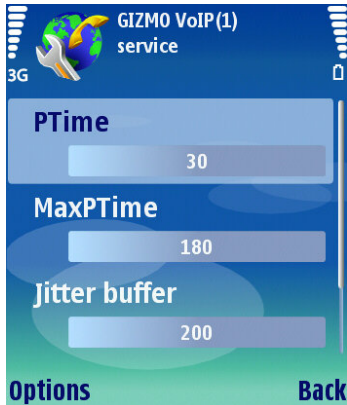 GIZMO VoIP(1)
service
3G
PTime
30
MaxPTime
180
Jitter buffer
200
Options Back